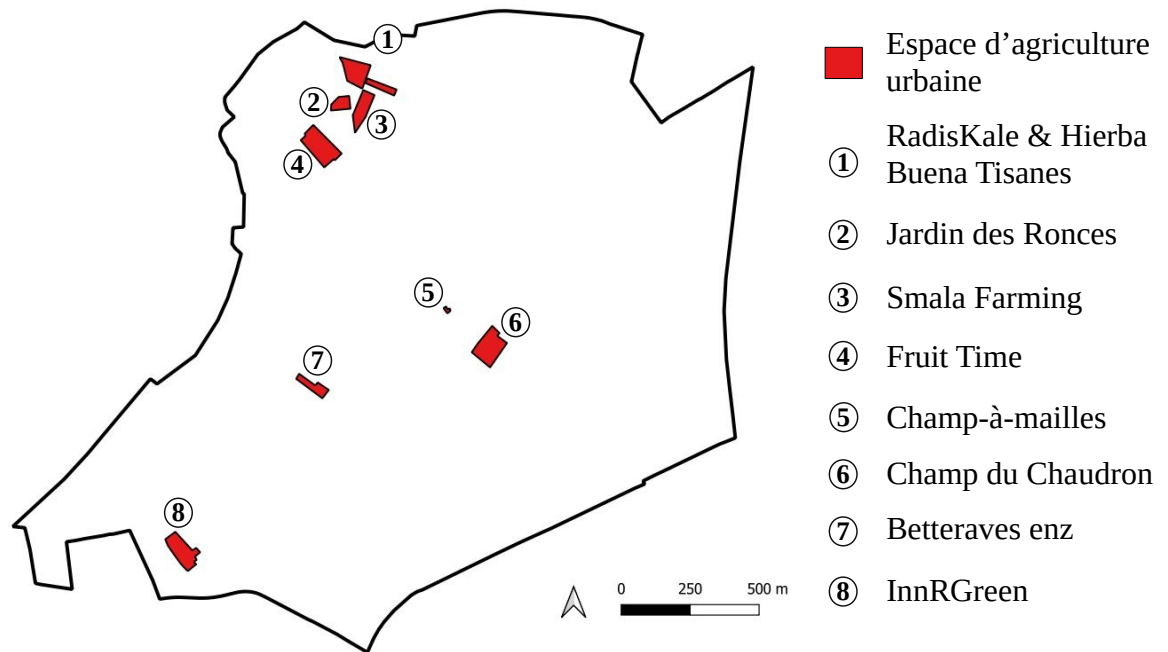 1
2
3
4
5
6
7
8
0 250 500 m
Espace d’agriculture
urbaine
① RadisKale & Hierba
Buena Tisanes
② Jardin des Ronces
③ Smala Farming
④ Fruit Time
⑤ Champ-à-mailles
⑥ Champ du Chaudron
⑦ Betteraves enz
⑧ InnRGreen